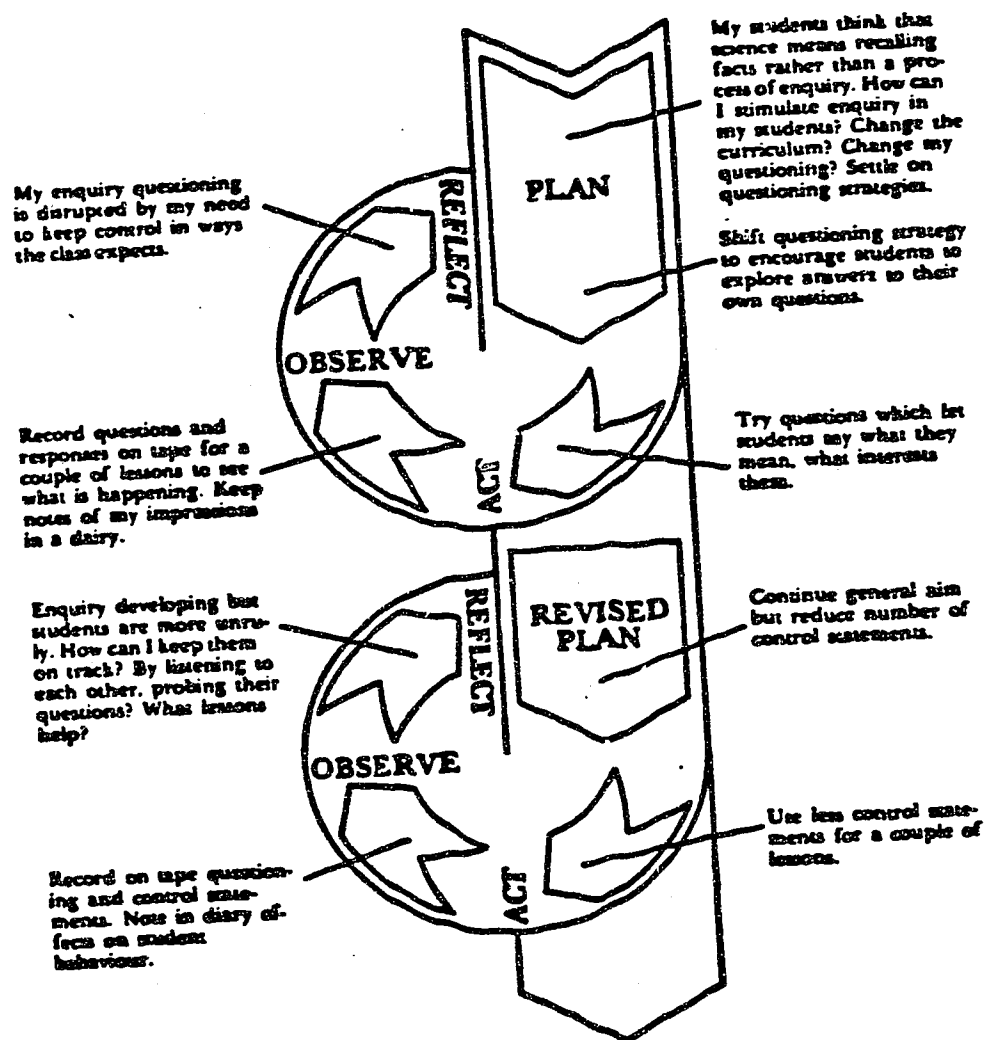 My students think that
science means recalling
facts rather than a pro-
cess of enquiry. How can
I stimulate enquiry in
my students? Change the
curriculum? Change my
questioning? Settle on
questioning strategies.
PLAN
Shift questioning strategy
to encourage students to
explore answers to their
own questions.
REFLECT
My enquiry questioning
is disrupted by my need
to keep control in ways
the class expects.
OBSERVE
Record questions and
responses on tape for a
couple of lessons to see
what is happening. Keep
notes of my impressions
in a dairy.
ACT
Try questions which let
students say what they
mean, what interests
them.
REVISED
PLAN
Continue general aim
but reduce number of
control statements.
REFLECT
Enquiry developing but
students are more unru-
ly. How can I keep them
on track? By listening to
each other, probing their
questions? What lessons
help?
OBSERVE
Record on tape question-
ing and control state-
ments. Note in diary ef-
fects on student
behaviour.
ACT
Use less control state-
ments for a couple of
lessons.